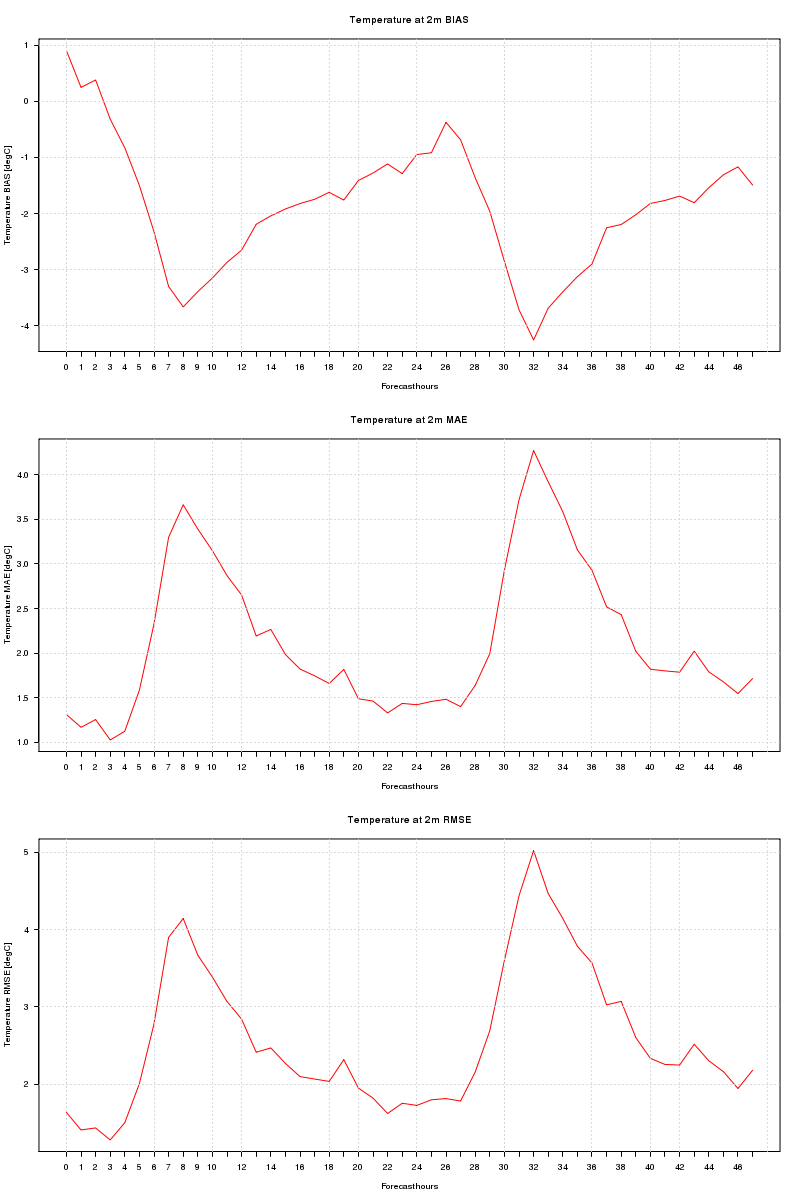 Temperature at 2m BIAS
Temperature BIAS [degC]
1
0
-1
-2
-3
-4
0 1 2 3 4 5 6 7 8 9 10 12 14 16 18 20 22 24 26 28 30 32 34 36 38 40 42 44 46
Forecasthours
Temperature at 2m MAE
Temperature MAE [degC]
4.0
3.5
3.0
2.5
2.0
1.5
1.0
0 1 2 3 4 5 6 7 8 9 10 12 14 16 18 20 22 24 26 28 30 32 34 36 38 40 42 44 46
Forecasthours
Temperature at 2m RMSE
Temperature RMSE [degC]
5
4
3
2
0 1 2 3 4 5 6 7 8 9 10 12 14 16 18 20 22 24 26 28 30 32 34 36 38 40 42 44 46
Forecasthours